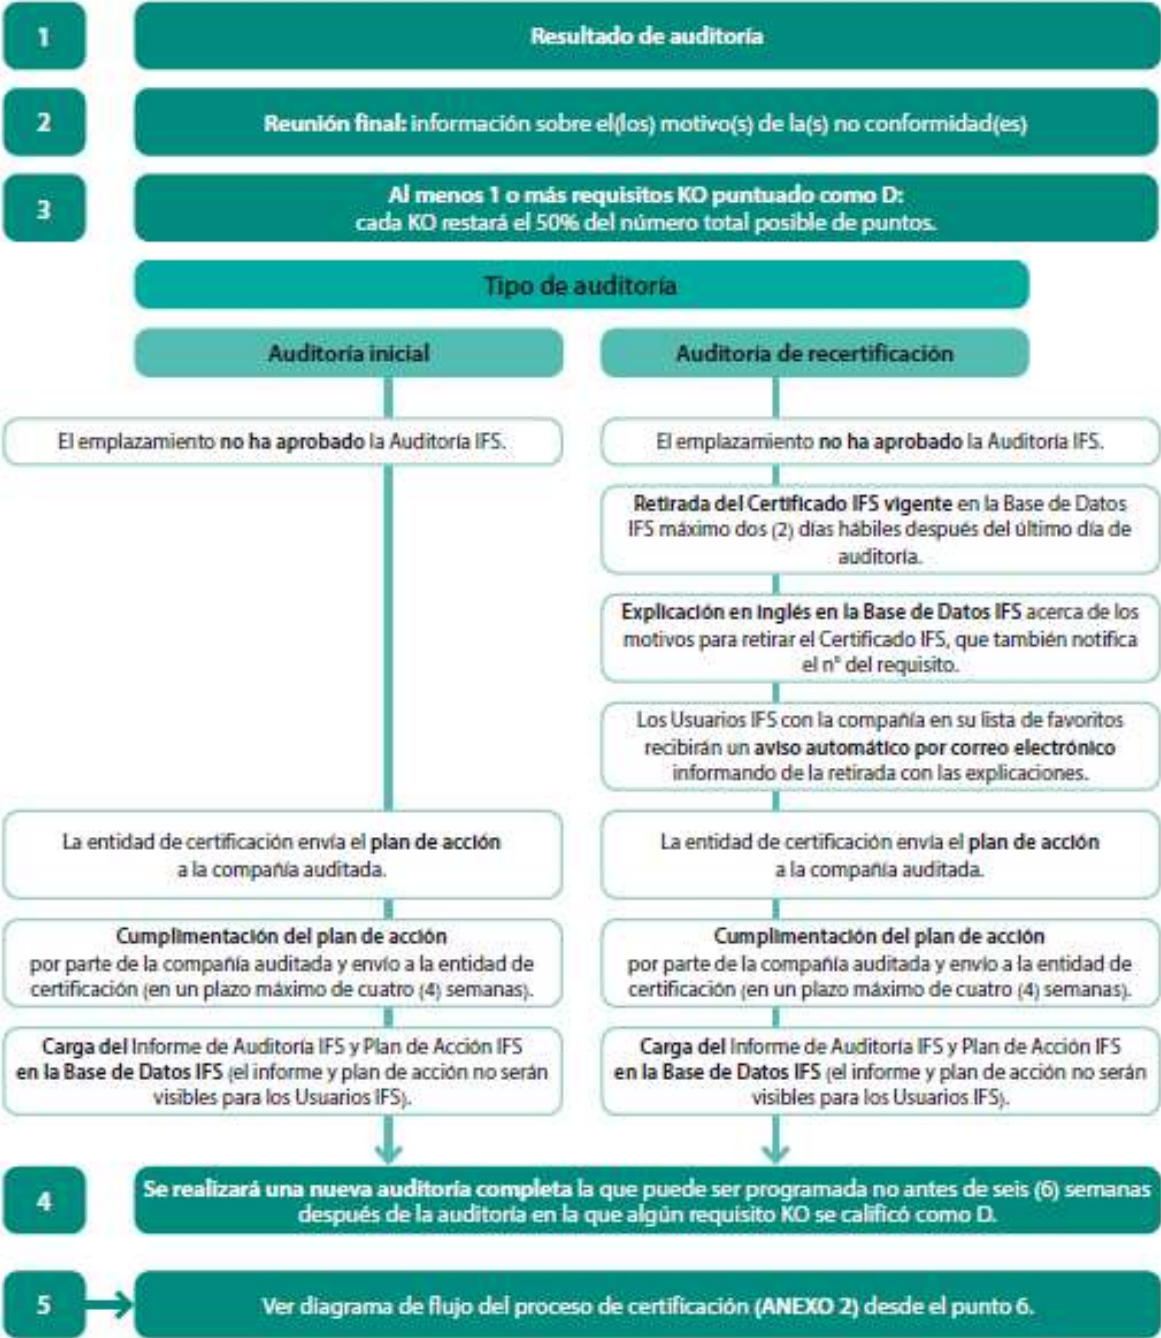 1
Resultado de auditoría
2
Reunión final: información sobre el(los) motivo(s) de la(s) no conformidad(es)
3
Al menos 1 o más requisitos KO puntuado como D:
cada KO restará el 50% del número total posible de puntos.
Tipo de auditoría
Auditoría inicial
El emplazamiento no ha aprobado la Auditoría IFS.
La entidad de certificación envía el plan de acción
a la compañía auditada.
Cumplimentación del plan de acción
por parte de la compañía auditada y envío a la entidad de
certificación (en un plazo máximo de cuatro (4) semanas).
Carga del Informe de Auditoría IFS y Plan de Acción IFS
en la Base de Datos IFS (el informe y plan de acción no serán
visibles para los Usuarios IFS).
Auditoría de recertificación
El emplazamiento no ha aprobado la Auditoría IFS.
Retirada del Certificado IFS vigente en la Base de Datos
IFS máximo dos (2) días hábiles después del último día de
auditoría.
Explicación en inglés en la Base de Datos IFS acerca de los
motivos para retirar el Certificado IFS, que también notifica
el n° del requisito.
Los Usuarios IFS con la compañía en su lista de favoritos
recibirán un aviso automático por correo electrónico
informando de la retirada con las explicaciones.
La entidad de certificación envía el plan de acción
a la compañía auditada.
Cumplimentación del plan de acción
por parte de la compañía auditada y envío a la entidad de
certificación (en un plazo máximo de cuatro (4) semanas).
Carga del Informe de Auditoría IFS y Plan de Acción IFS
en la Base de Datos IFS (el informe y plan de acción no serán
visibles para los Usuarios IFS).
4
Se realizará una nueva auditoría completa la que puede ser programada no antes de seis (6) semanas
después de la auditoría en la que algún requisito KO se calificó como D.
5
Ver diagrama de flujo del proceso de certificación (ANEXO 2) desde el punto 6.